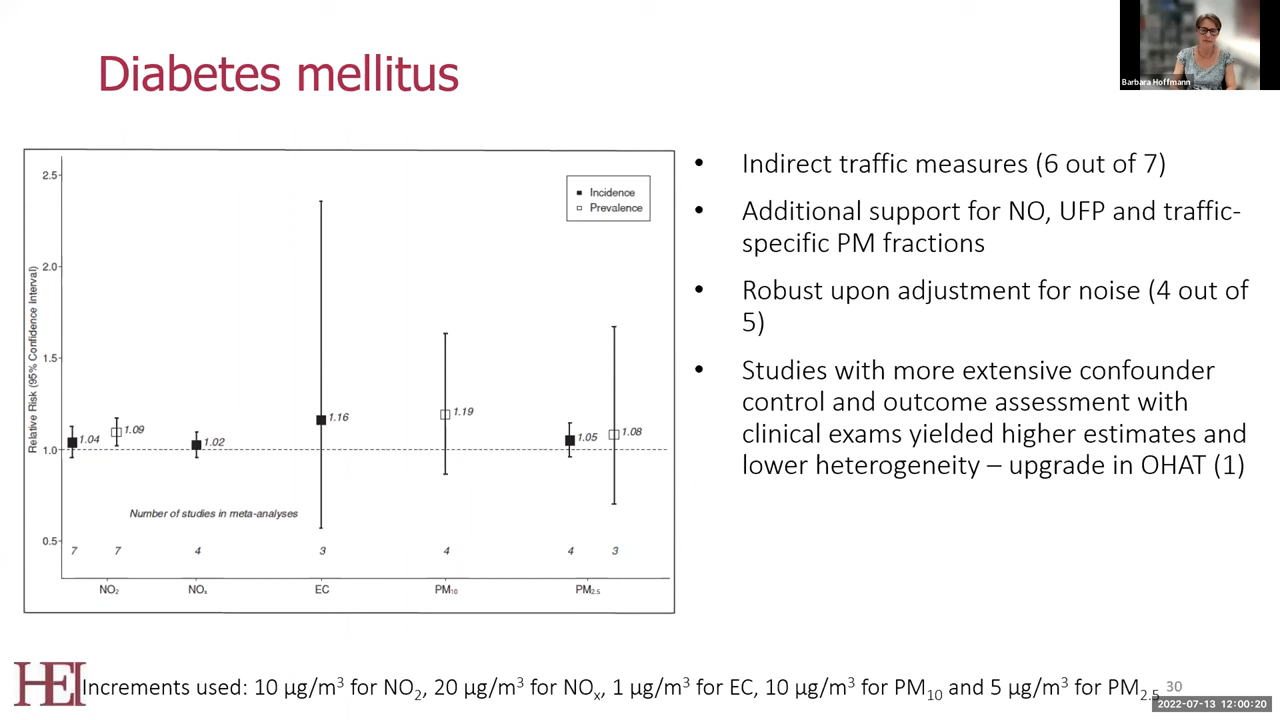 Diabetes mellitus
Barbara Hoffmann
2.5
2.0
1.5
1.0
0.5
Relative Risk (95% Confidence Interval)
Incidence
Prevalence
1.04
1.09
1.02
1.16
1.19
1.05
1.08
Number of studies in meta-analyses
7 7 4 3 4 4 3
NO₂ NOₓ EC PM₁₀ PM₂.₅
• Indirect traffic measures (6 out of 7)
• Additional support for NO, UFP and traffic-
specific PM fractions
• Robust upon adjustment for noise (4 out of
5)
• Studies with more extensive confounder
control and outcome assessment with
clinical exams yielded higher estimates and
lower heterogeneity – upgrade in OHAT (1)
HEI
Increments used: 10 µg/m³ for NO₂, 20 µg/m³ for NOₓ, 1 µg/m³ for EC, 10 µg/m³ for PM₁₀ and 5 µg/m³ for PM₂.₅
30
2022-07-13 12:00:20